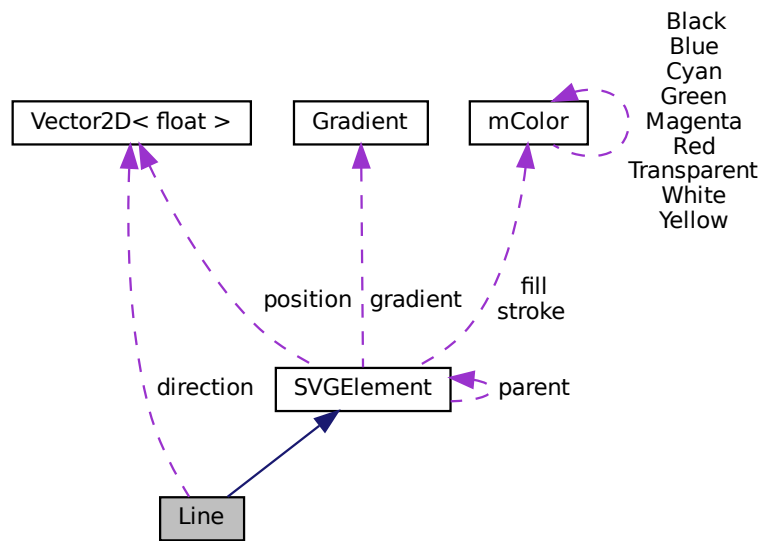 Black
Blue
Cyan
Green
Magenta
Red
Transparent
White
Yellow
Vector2D< float >
Gradient
mColor
position
gradient
fill
stroke
direction
SVGElement
parent
Line